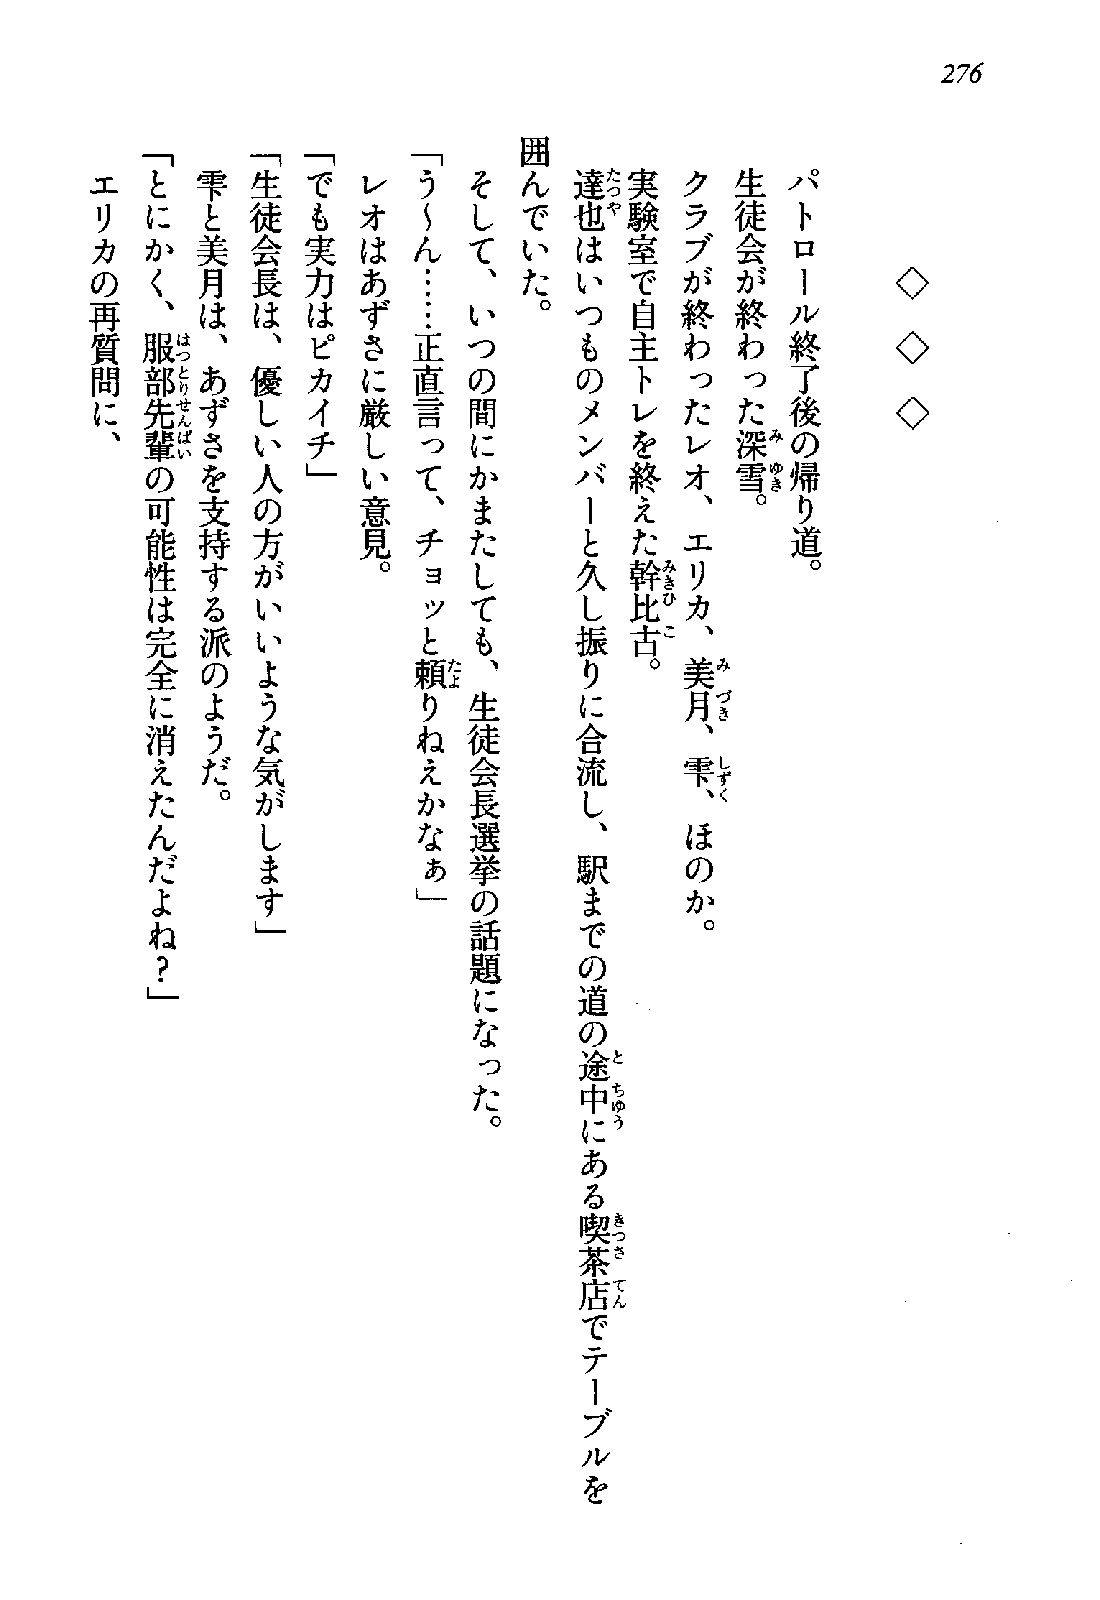 276
◇ ◇ ◇
パトロール終了後の帰り道。
生徒会が終わった深雪。
クラブが終わったレオ、エリカ、美月、雫、ほのか。
実験室で自主トレを終えた幹比古。
達也はいつものメンバーと久し振りに合流し、駅までの道の途中にある喫茶店でテーブルを
囲んでいた。
そして、いつの間にかまたしても、生徒会長選挙の話題になった。
「う～ん……正直言って、チョッと頼りねえかなぁ」
レオはあずさに厳しい意見。
「でも実力はピカイチ」
「生徒会長は、優しい人の方がいいような気がします」
雫と美月は、あずさを支持する派のようだ。
「とにかく、服部先輩の可能性は完全に消えたんだよね?」
エリカの再質問に、